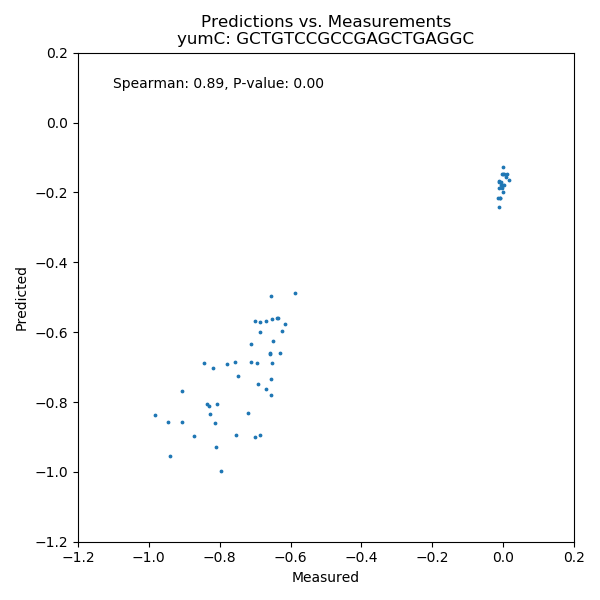 Predictions vs. Measurements
yumC: GCTGTCCGCCGAGCTGAGGC
Spearman: 0.89, P-value: 0.00
0.2
0.0
−0.2
−0.4
−0.6
−0.8
−1.0
−1.2
Predicted
−1.2 −1.0 −0.8 −0.6 −0.4 −0.2 0.0 0.2
Measured